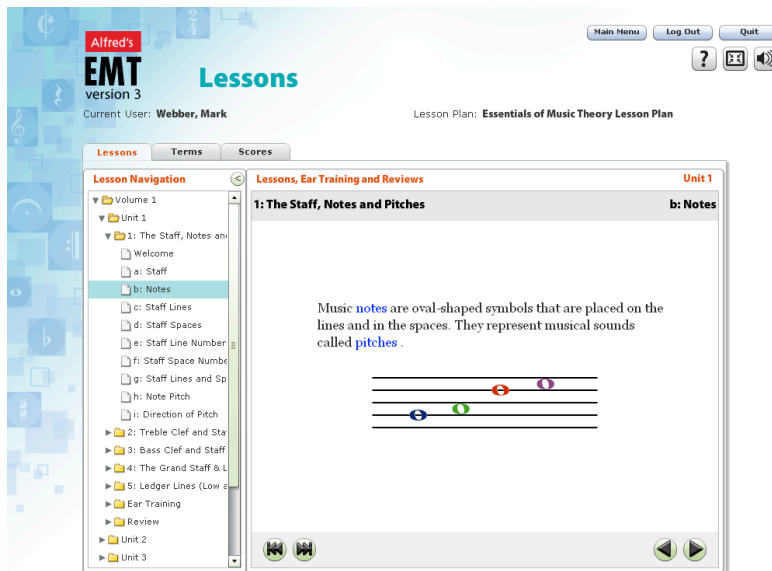 Alfred's
EMT
version 3
Lessons
Main Menu
Log Out
Quit
?
Current User: Webber, Mark
Lesson Plan: Essentials of Music Theory Lesson Plan
Lessons
Terms
Scores
Lesson Navigation
<
Volume 1
Unit 1
1: The Staff, Notes an
Welcome
a: Staff
b: Notes
c: Staff Lines
d: Staff Spaces
e: Staff Line Number
f: Staff Space Numbe
g: Staff Lines and Sp
h: Note Pitch
i: Direction of Pitch
2: Treble Clef and Sta
3: Bass Clef and Staff
4: The Grand Staff & L
5: Ledger Lines (Low a
Ear Training
Review
Unit 2
Unit 3
Lessons, Ear Training and Reviews
Unit 1
1: The Staff, Notes and Pitches
b: Notes
Music notes are oval-shaped symbols that are placed on the
lines and in the spaces. They represent musical sounds
called pitches .